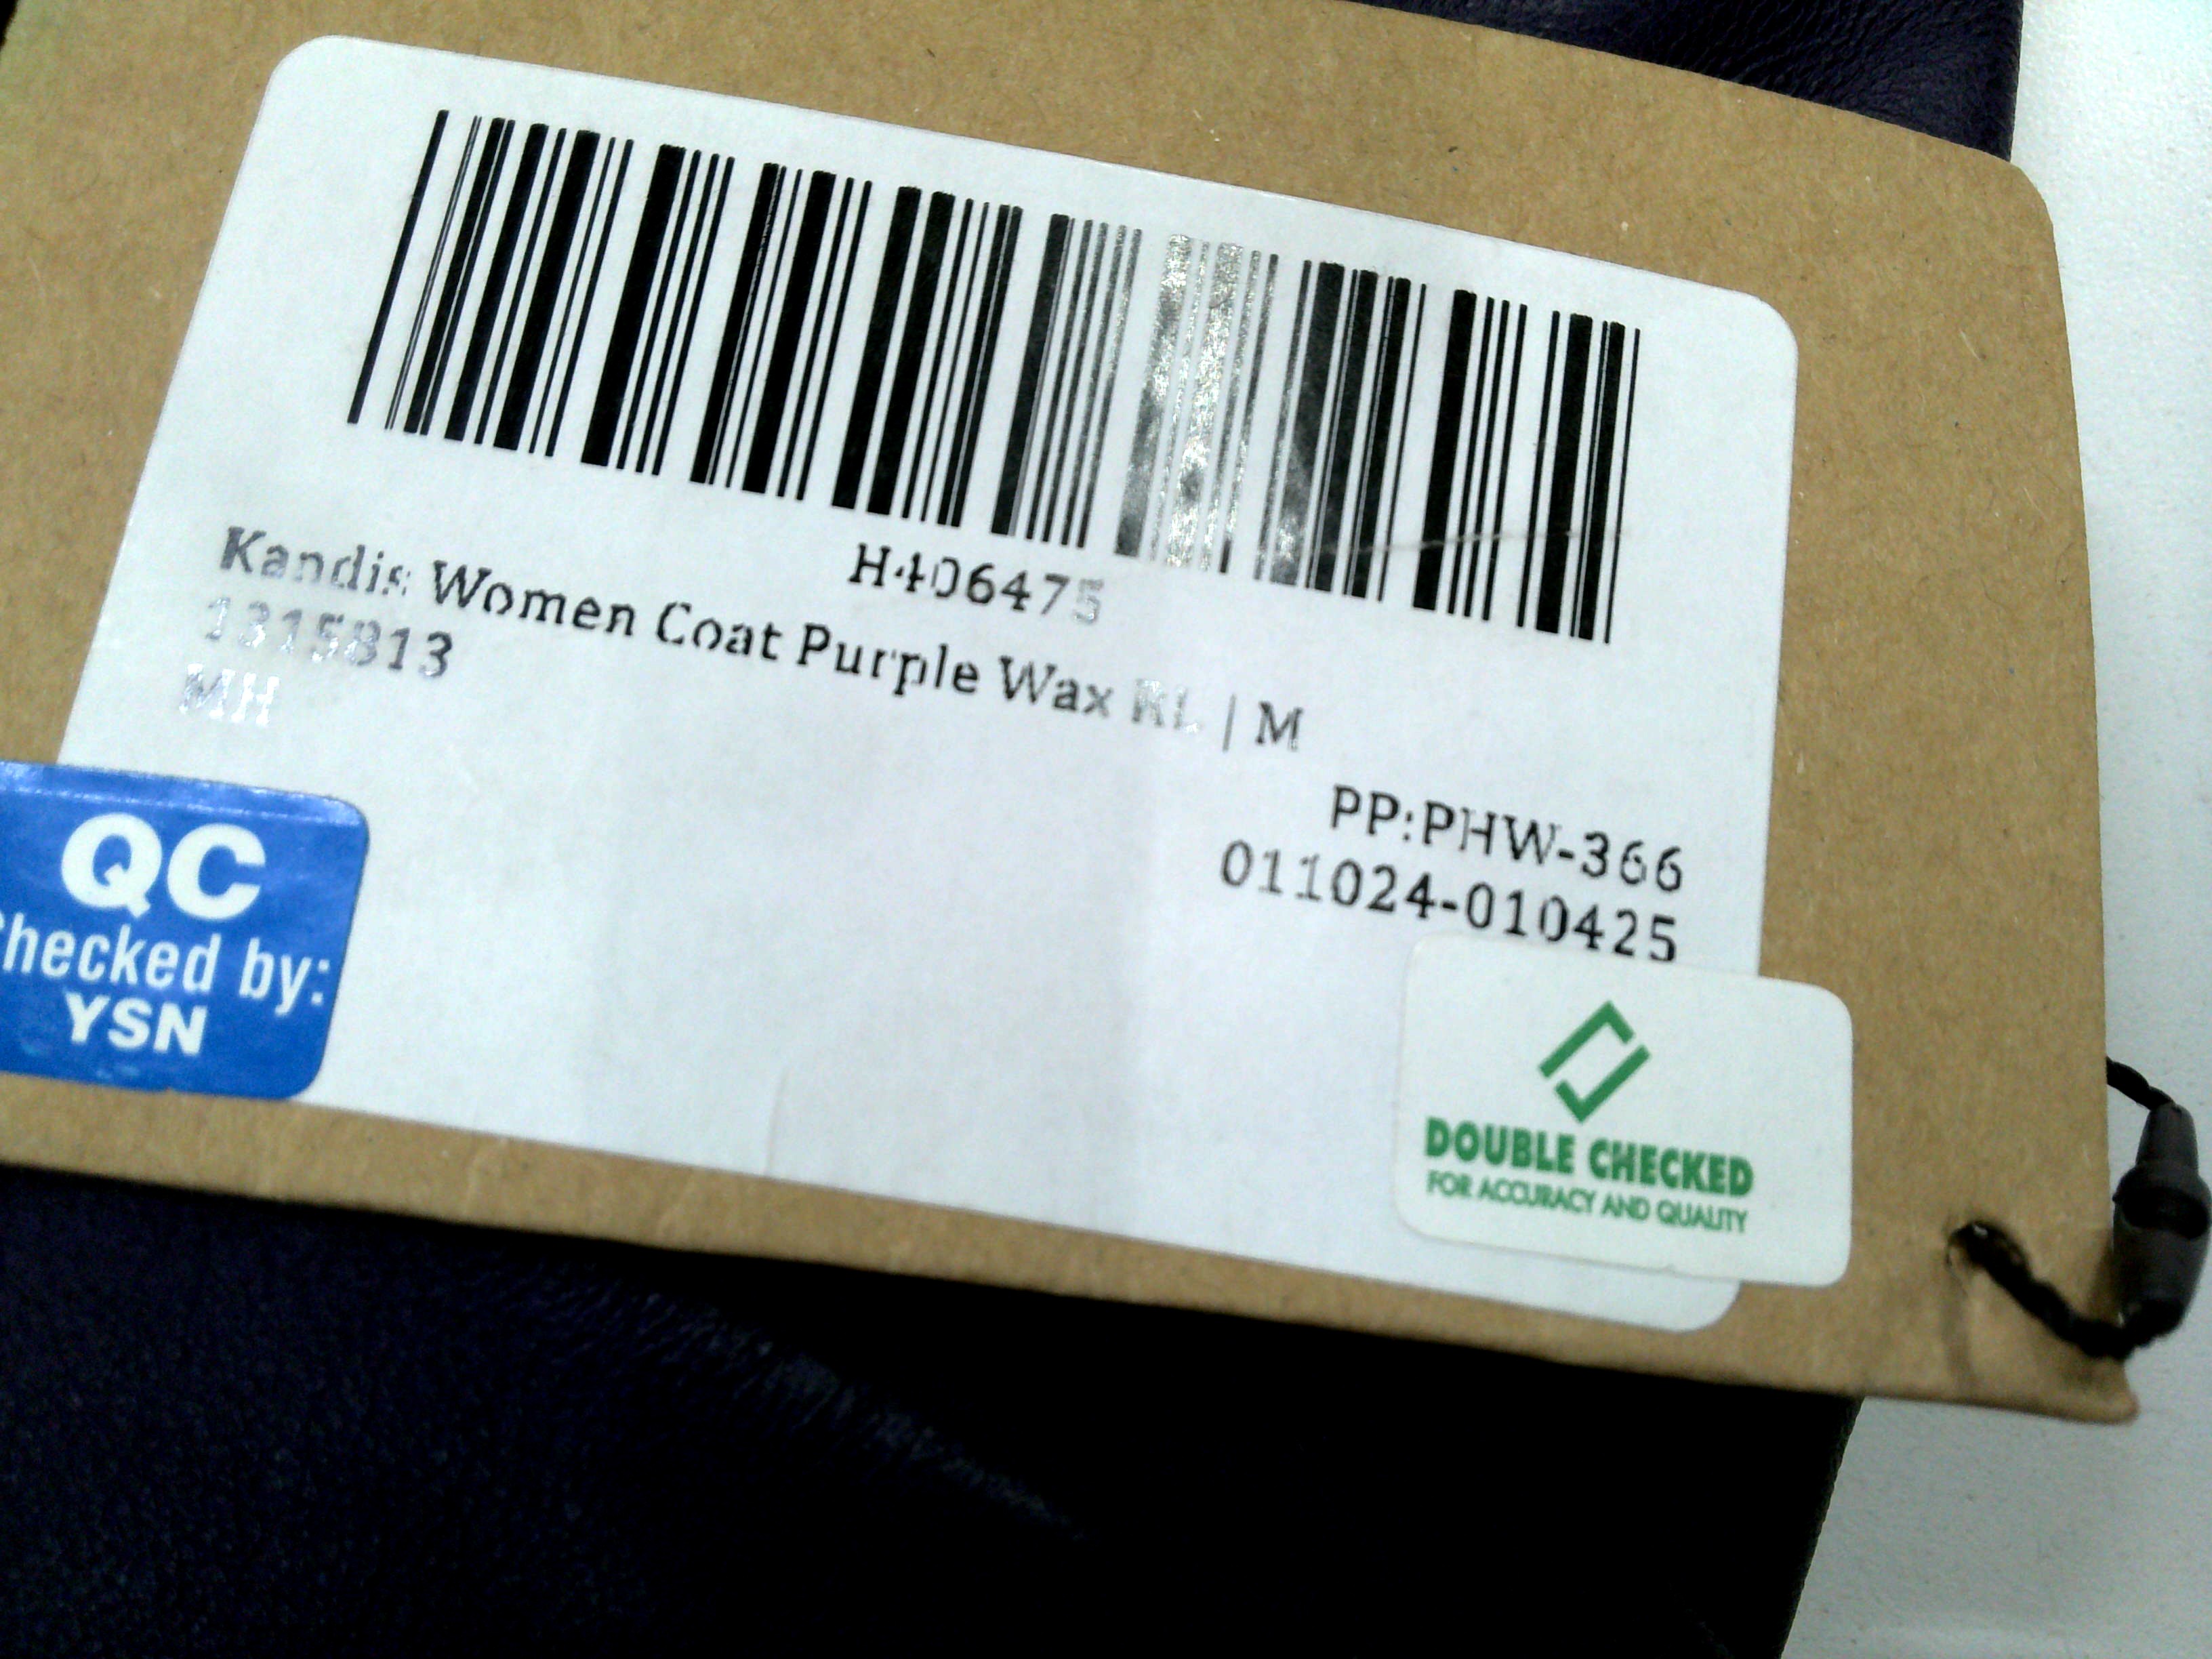 H406475
Kandis Women Coat Purple Wax RL | M
1315813
MH
PP:PHW-366
011024-010425
QC
Checked by:
YSN
DOUBLE CHECKED
FOR ACCURACY AND QUALITY